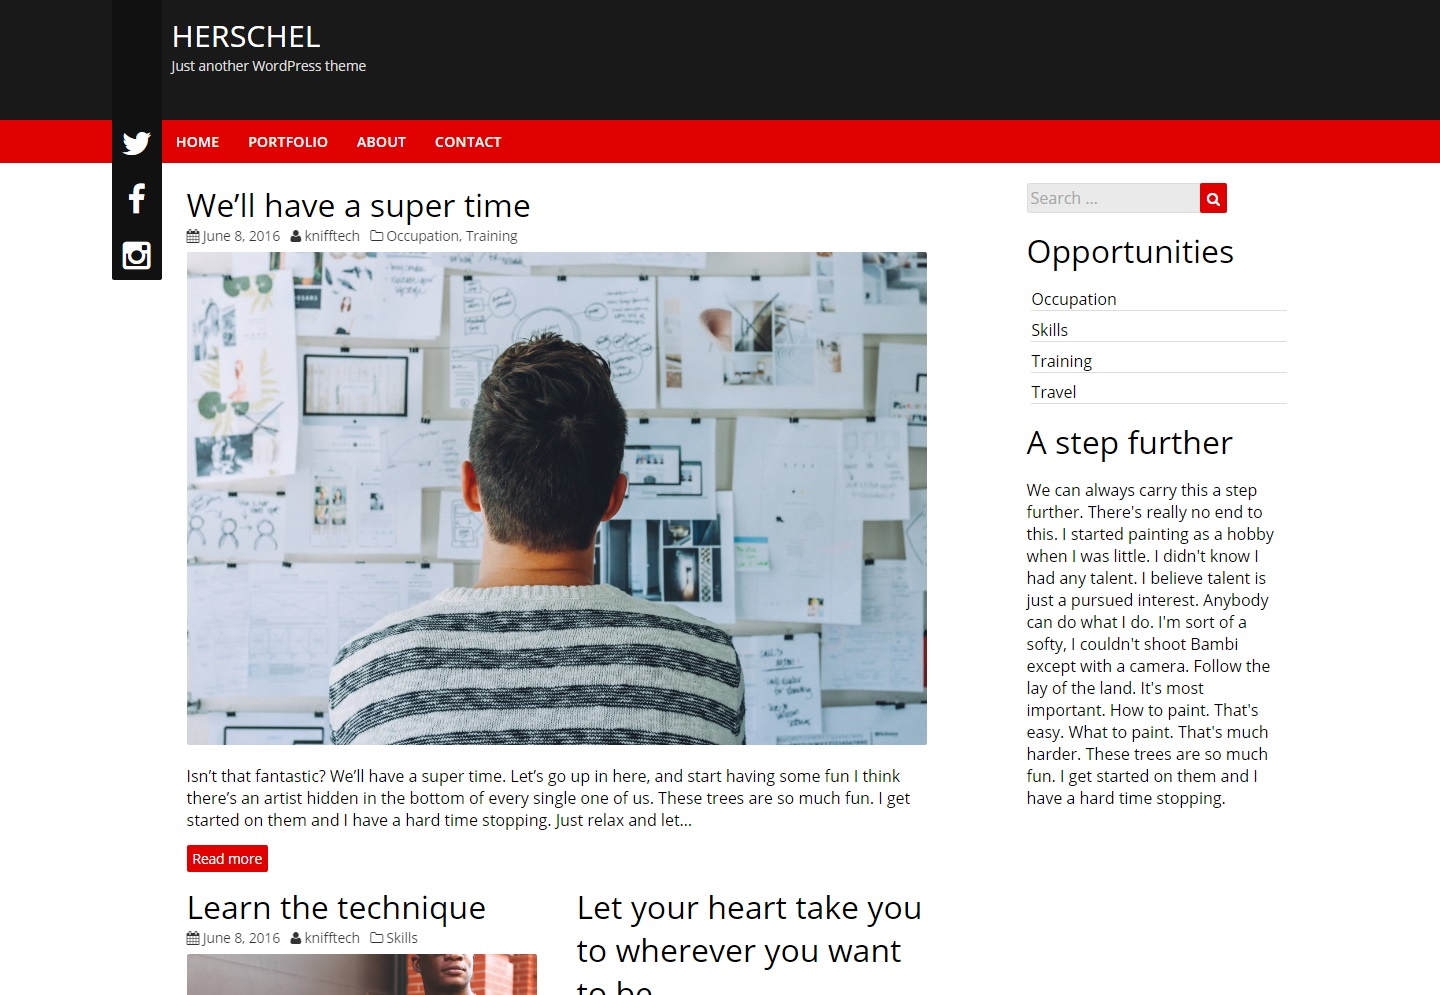 HERSCHEL
Just another WordPress theme
HOME PORTFOLIO ABOUT CONTACT
We’ll have a super time
June 8, 2016 knifftech Occupation, Training
Isn’t that fantastic? We’ll have a super time. Let’s go up in here, and start having some fun I think
there’s an artist hidden in the bottom of every single one of us. These trees are so much fun. I get
started on them and I have a hard time stopping. Just relax and let...
Read more
Learn the technique
June 8, 2016 knifftech Skills
Let your heart take you
to wherever you want
to be
Search ...
Opportunities
Occupation
Skills
Training
Travel
A step further
We can always carry this a step
further. There's really no end to
this. I started painting as a hobby
when I was little. I didn't know I
had any talent. I believe talent is
just a pursued interest. Anybody
can do what I do. I'm sort of a
softy, I couldn't shoot Bambi
except with a camera. Follow the
lay of the land. It's most
important. How to paint. That's
easy. What to paint. That's much
harder. These trees are so much
fun. I get started on them and I
have a hard time stopping.